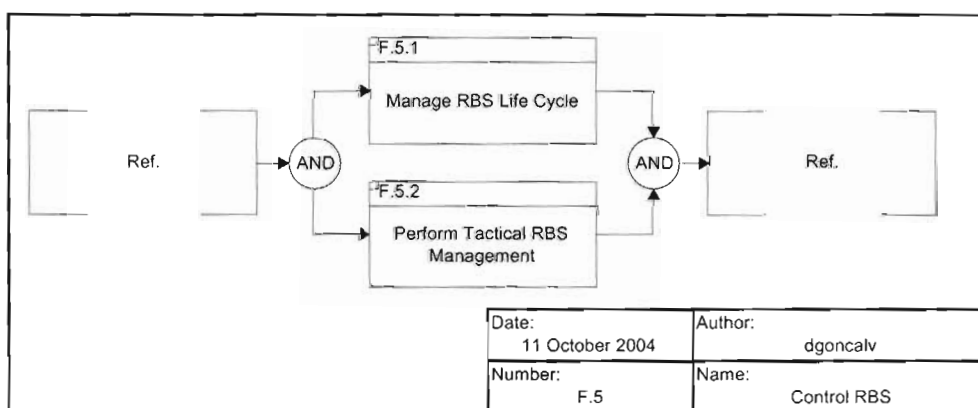 F.5.1
Manage RBS Life Cycle
Ref.
AND
AND
Ref.
F.5.2
Perform Tactical RBS
Management
Date:
11 October 2004
Author:
dgoncalv
Number:
F.5
Name:
Control RBS